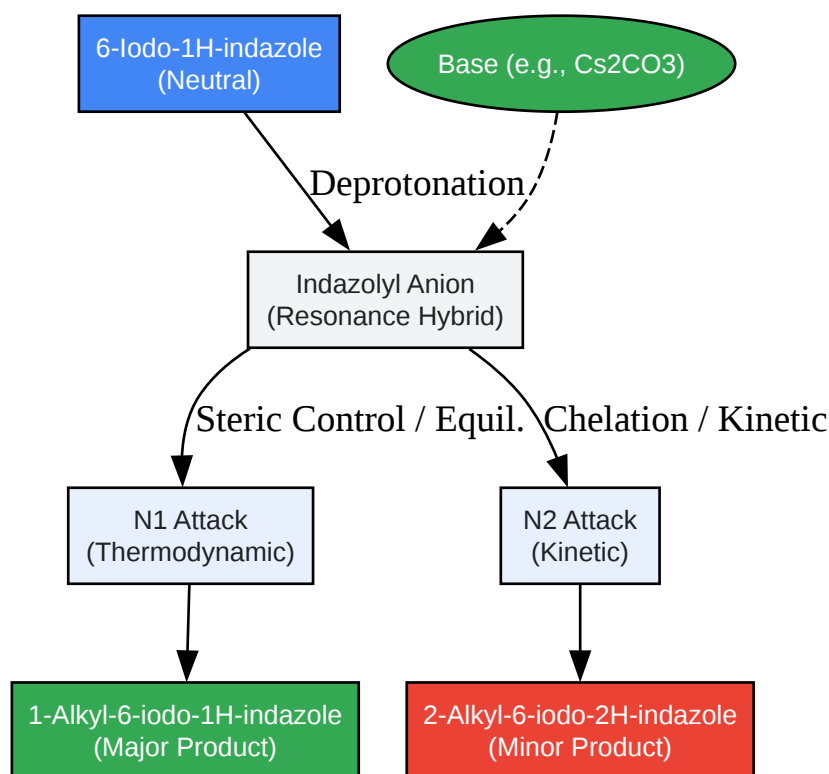 6-Iodo-1H-indazole
(Neutral)
Base (e.g., Cs2CO3)
Deprotonation
Indazolyl Anion
(Resonance Hybrid)
Steric Control / Equil.
Chelation / Kinetic
N1 Attack
(Thermodynamic)
N2 Attack
(Kinetic)
1-Alkyl-6-iodo-1H-indazole
(Major Product)
2-Alkyl-6-iodo-2H-indazole
(Minor Product)